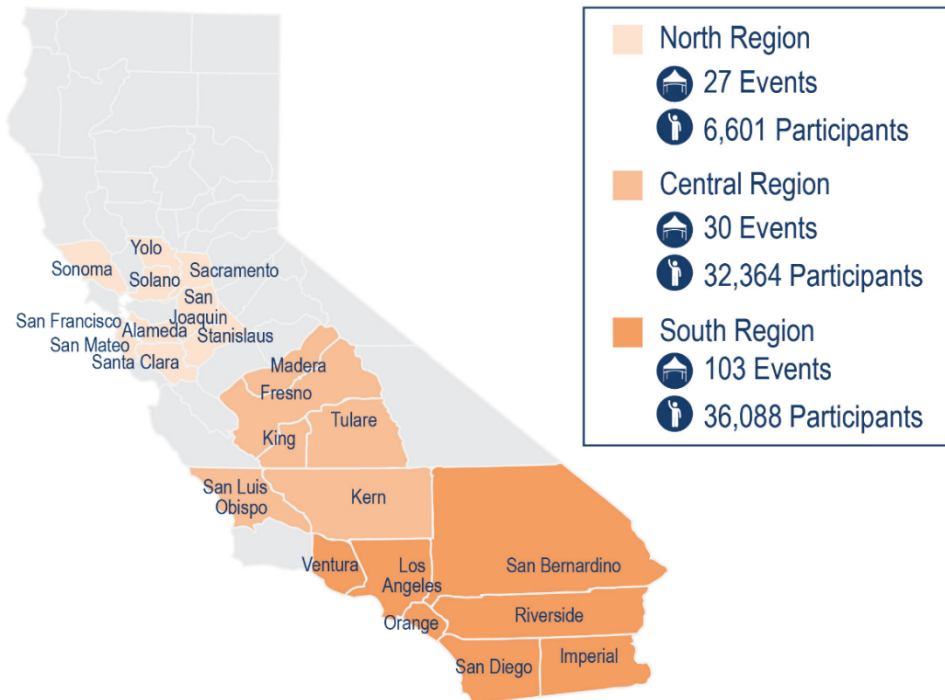 North Region
27 Events
6,601 Participants
Central Region
30 Events
32,364 Participants
South Region
103 Events
36,088 Participants
Yolo
Sonoma
Sacramento
Solano
San
Joaquin
San Francisco
Alameda
Stanislaus
San Mateo
Santa Clara
Madera
Fresno
Tulare
King
San Luis
Obispo
Kern
Ventura
Los
Angeles
San Bernardino
Orange
Riverside
San Diego
Imperial